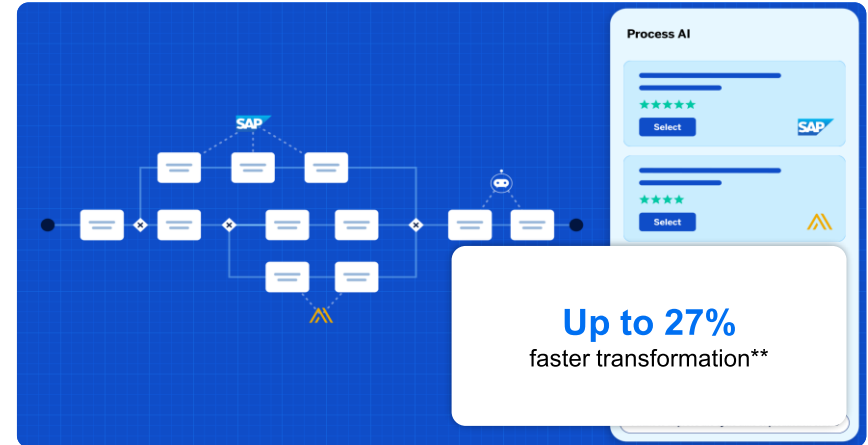 Process AI
SAP
Select
SAP
Select
Up to 27%
faster transformation**